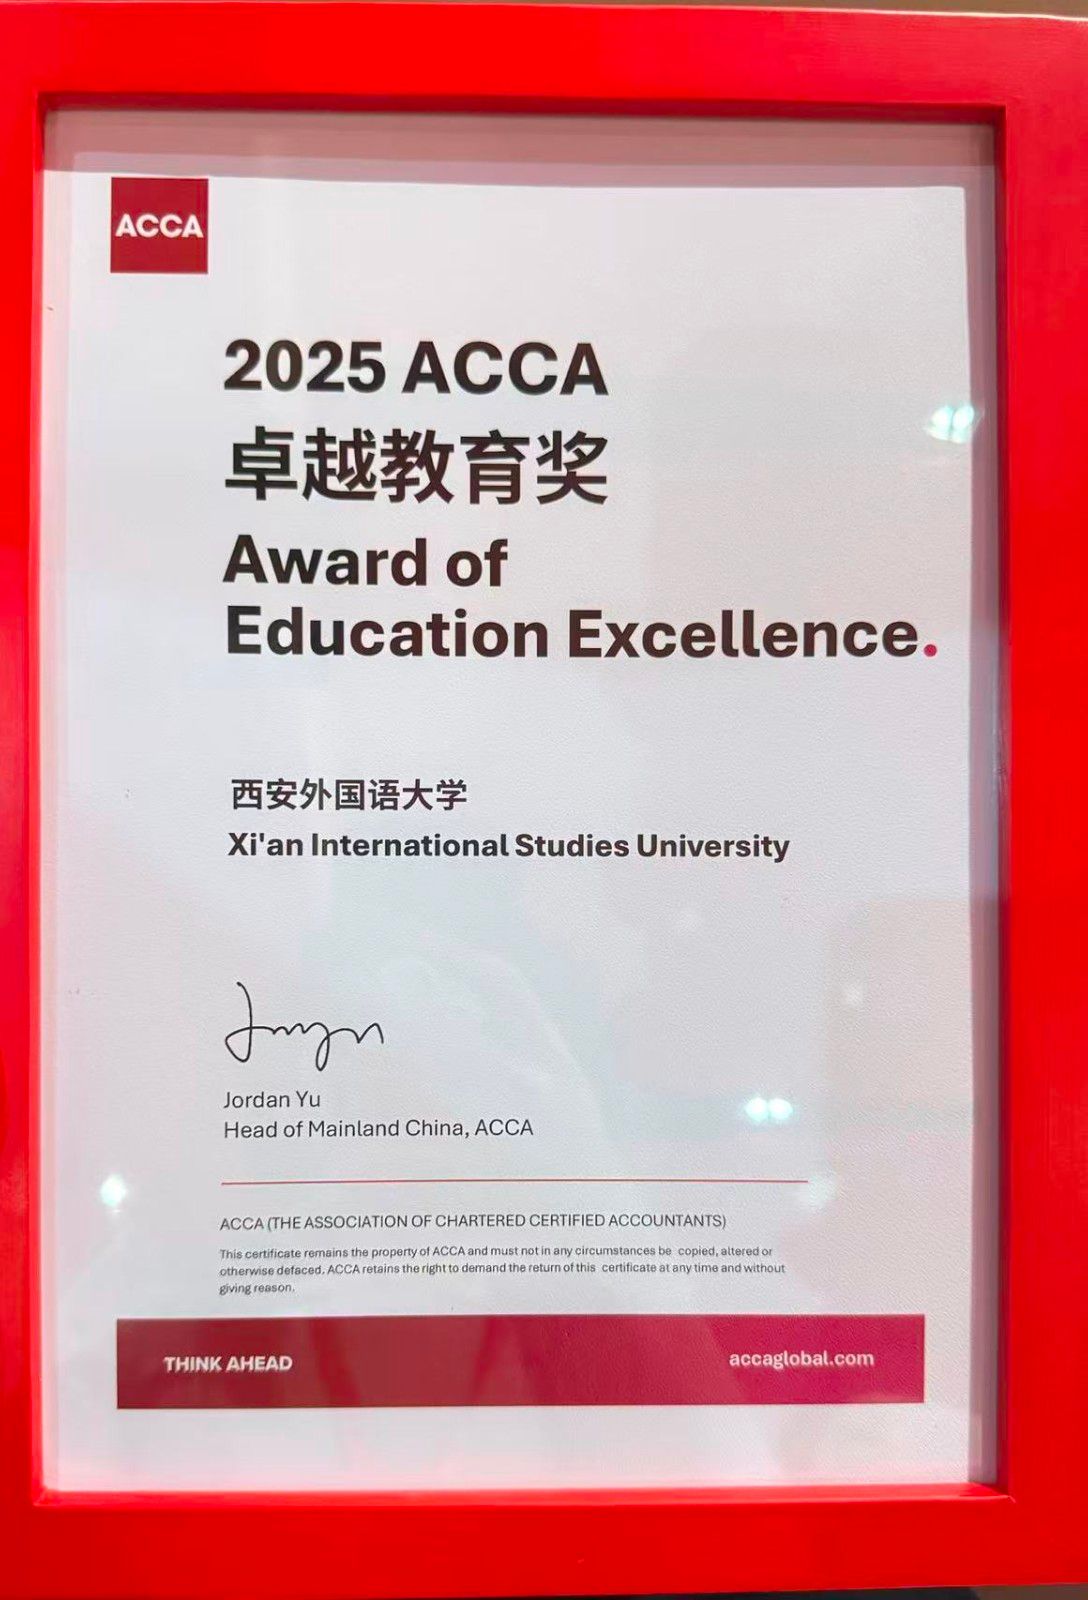 ACCA
2025 ACCA
卓越教育奖
Award of
Education Excellence.
西安外国语大学
Xi'an International Studies University
Jordan Yu
Head of Mainland China, ACCA
ACCA (THE ASSOCIATION OF CHARTERED CERTIFIED ACCOUNTANTS)
This certificate remains the property of ACCA and must not in any circumstances be copied, altered or
otherwise defaced. ACCA retains the right to demand the return of this certificate at any time and without
giving reason.
THINK AHEAD
accaglobal.com